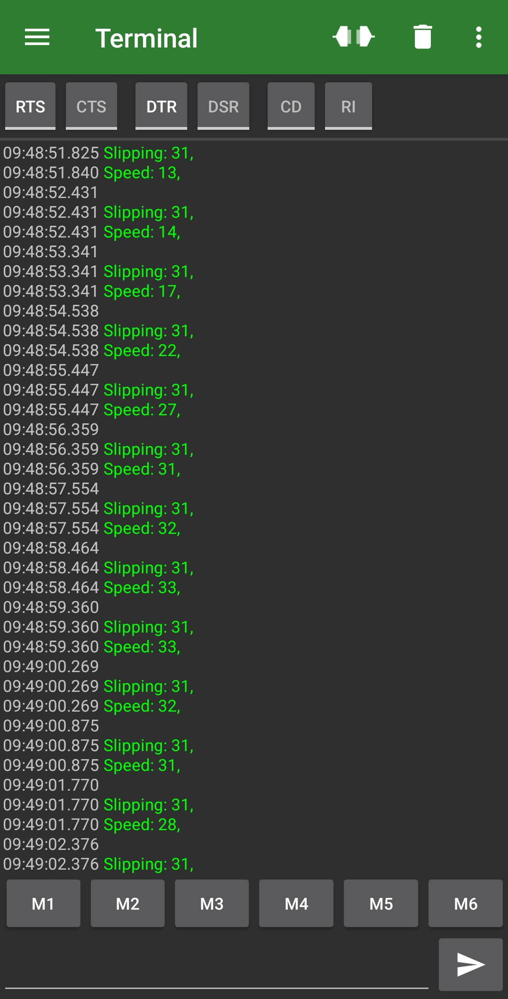 Terminal
RTS CTS DTR DSR CD RI
09:48:51.825 Slipping: 31,
09:48:51.840 Speed: 13,
09:48:52.431
09:48:52.431 Slipping: 31,
09:48:52.431 Speed: 14,
09:48:53.341
09:48:53.341 Slipping: 31,
09:48:53.341 Speed: 17,
09:48:54.538
09:48:54.538 Slipping: 31,
09:48:54.538 Speed: 22,
09:48:55.447
09:48:55.447 Slipping: 31,
09:48:55.447 Speed: 27,
09:48:56.359
09:48:56.359 Slipping: 31,
09:48:56.359 Speed: 31,
09:48:57.554
09:48:57.554 Slipping: 31,
09:48:57.554 Speed: 32,
09:48:58.464
09:48:58.464 Slipping: 31,
09:48:58.464 Speed: 33,
09:48:59.360
09:48:59.360 Slipping: 31,
09:48:59.360 Speed: 33,
09:49:00.269
09:49:00.269 Slipping: 31,
09:49:00.269 Speed: 32,
09:49:00.875
09:49:00.875 Slipping: 31,
09:49:00.875 Speed: 31,
09:49:01.770
09:49:01.770 Slipping: 31,
09:49:01.770 Speed: 28,
09:49:02.376
09:49:02.376 Slipping: 31,
M1 M2 M3 M4 M5 M6